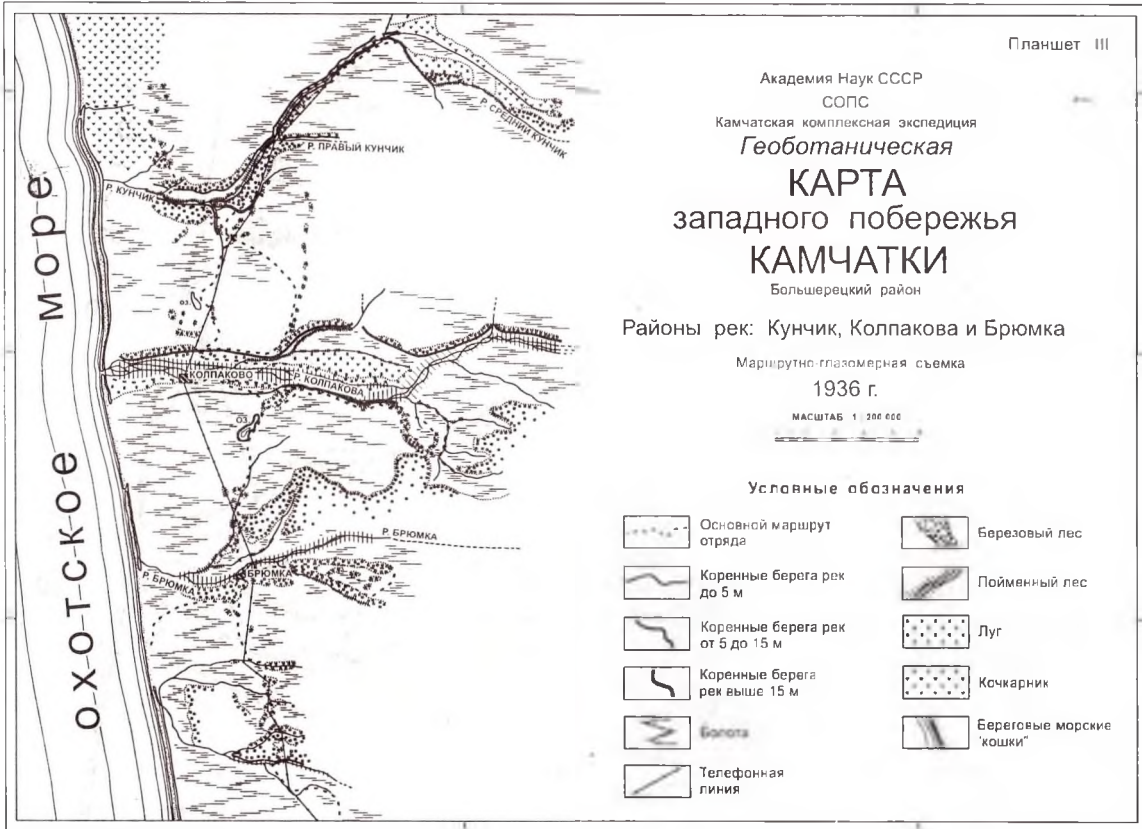 Планшет III
Академия Наук СССР
СОПС
Камчатская комплексная экспедиция
Геоботаническая
КАРТА
западного побережья
КАМЧАТКИ
Большерецкий район
Районы рек: Кунчик, Колпакова и Брюмка
Маршрутно-глазомерная съемка
1936 г.
МАСШТАБ 1 : 200 000
Условные обозначения
Основной маршрут
отряда
Коренные берега рек
до 5 м
Коренные берега рек
от 5 до 15 м
Коренные берега
рек выше 15 м
Болота
Телефонная
линия
Березовый лес
Пойменный лес
Луг
Кочкарник
Береговые морские
"кошки"
ОХОТСКОЕ МОРЕ
Р. СРЕДНИЙ КУНЧИК
Р. ПРАВЫЙ КУНЧИК
Р. КУНЧИК
ОЗ.
КОЛПАКОВО
Р. КОЛПАКОВА
ОЗ.
Р. БРЮМКА
Р. БРЮМКА
БРЮМКА